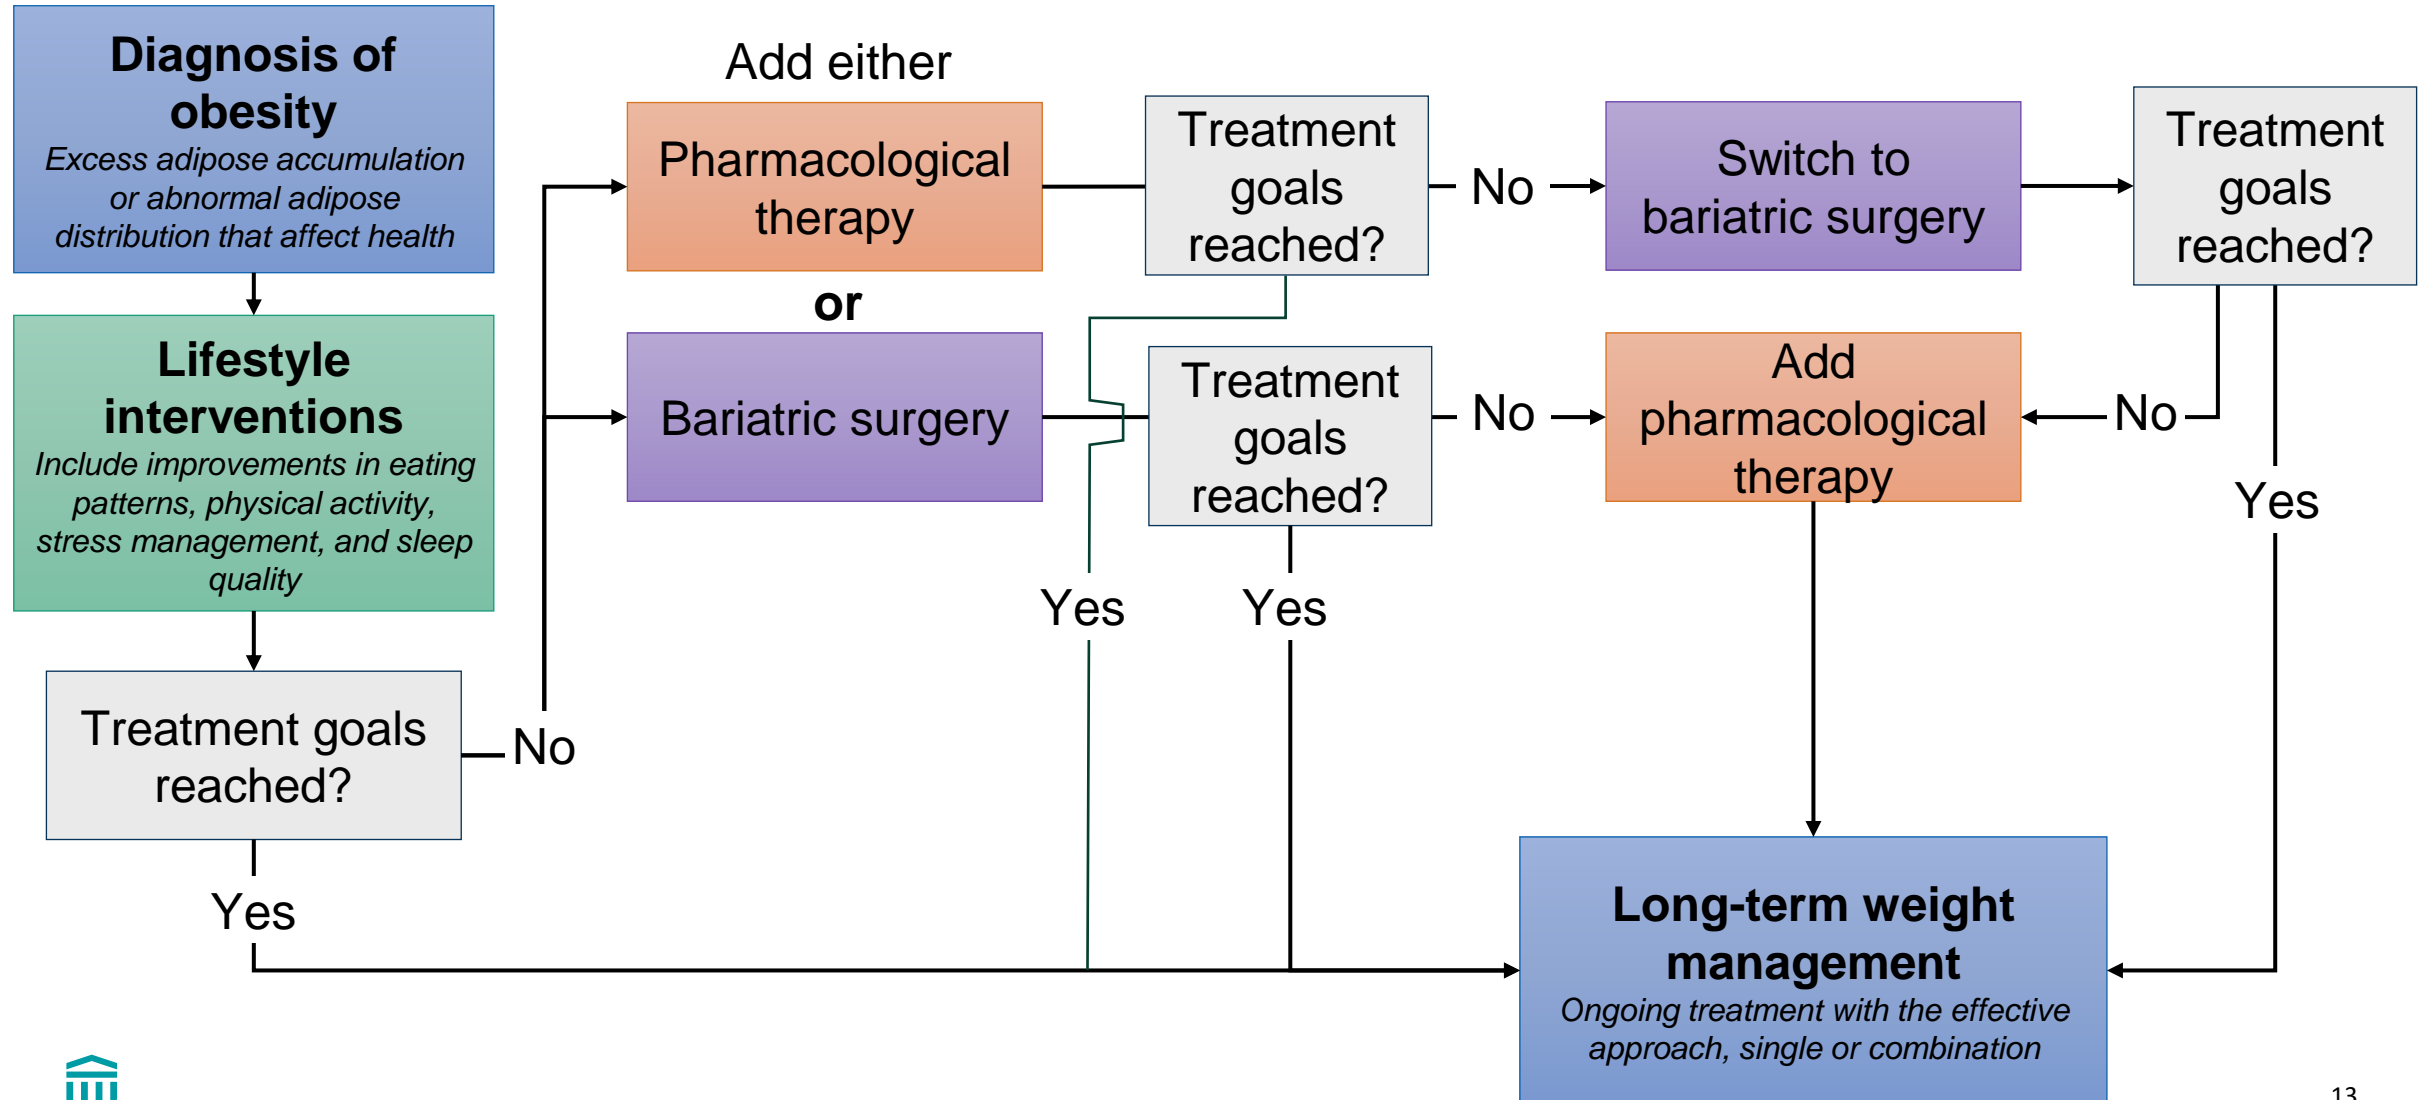 Diagnosis of
obesity
Excess adipose accumulation
or abnormal adipose
distribution that affect health
Lifestyle
interventions
Include improvements in eating
patterns, physical activity,
stress management, and sleep
quality
Treatment goals
reached?
No
Yes
Add either
Pharmacological
therapy
or
Bariatric surgery
Treatment
goals
reached?
No
Yes
Treatment
goals
reached?
No
Yes
Switch to
bariatric surgery
Add
pharmacological
therapy
Treatment
goals
reached?
No
Yes
Long-term weight
management
Ongoing treatment with the effective
approach, single or combination
13